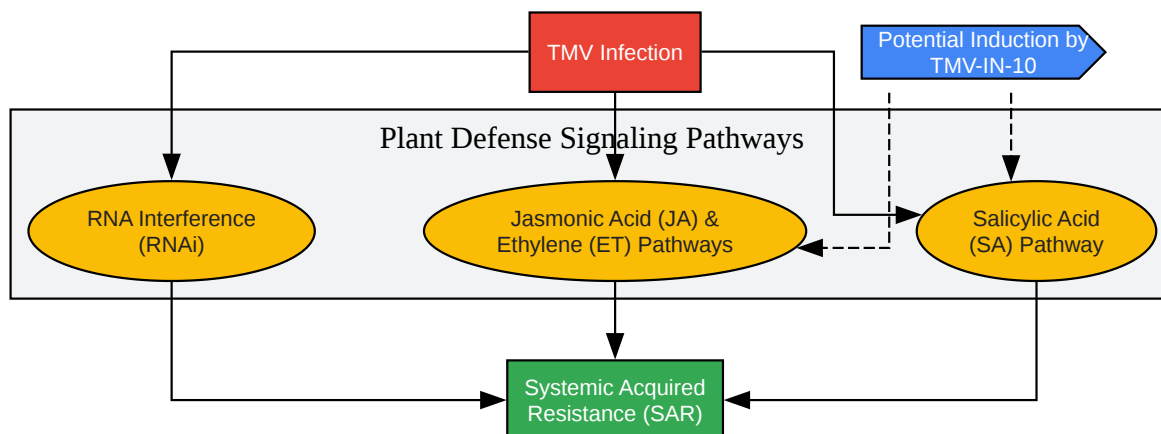 TMV Infection
Potential Induction by
TMV-IN-10
Plant Defense Signaling Pathways
RNA Interference
(RNAi)
Jasmonic Acid (JA) &
Ethylene (ET) Pathways
Salicylic Acid
(SA) Pathway
Systemic Acquired
Resistance (SAR)